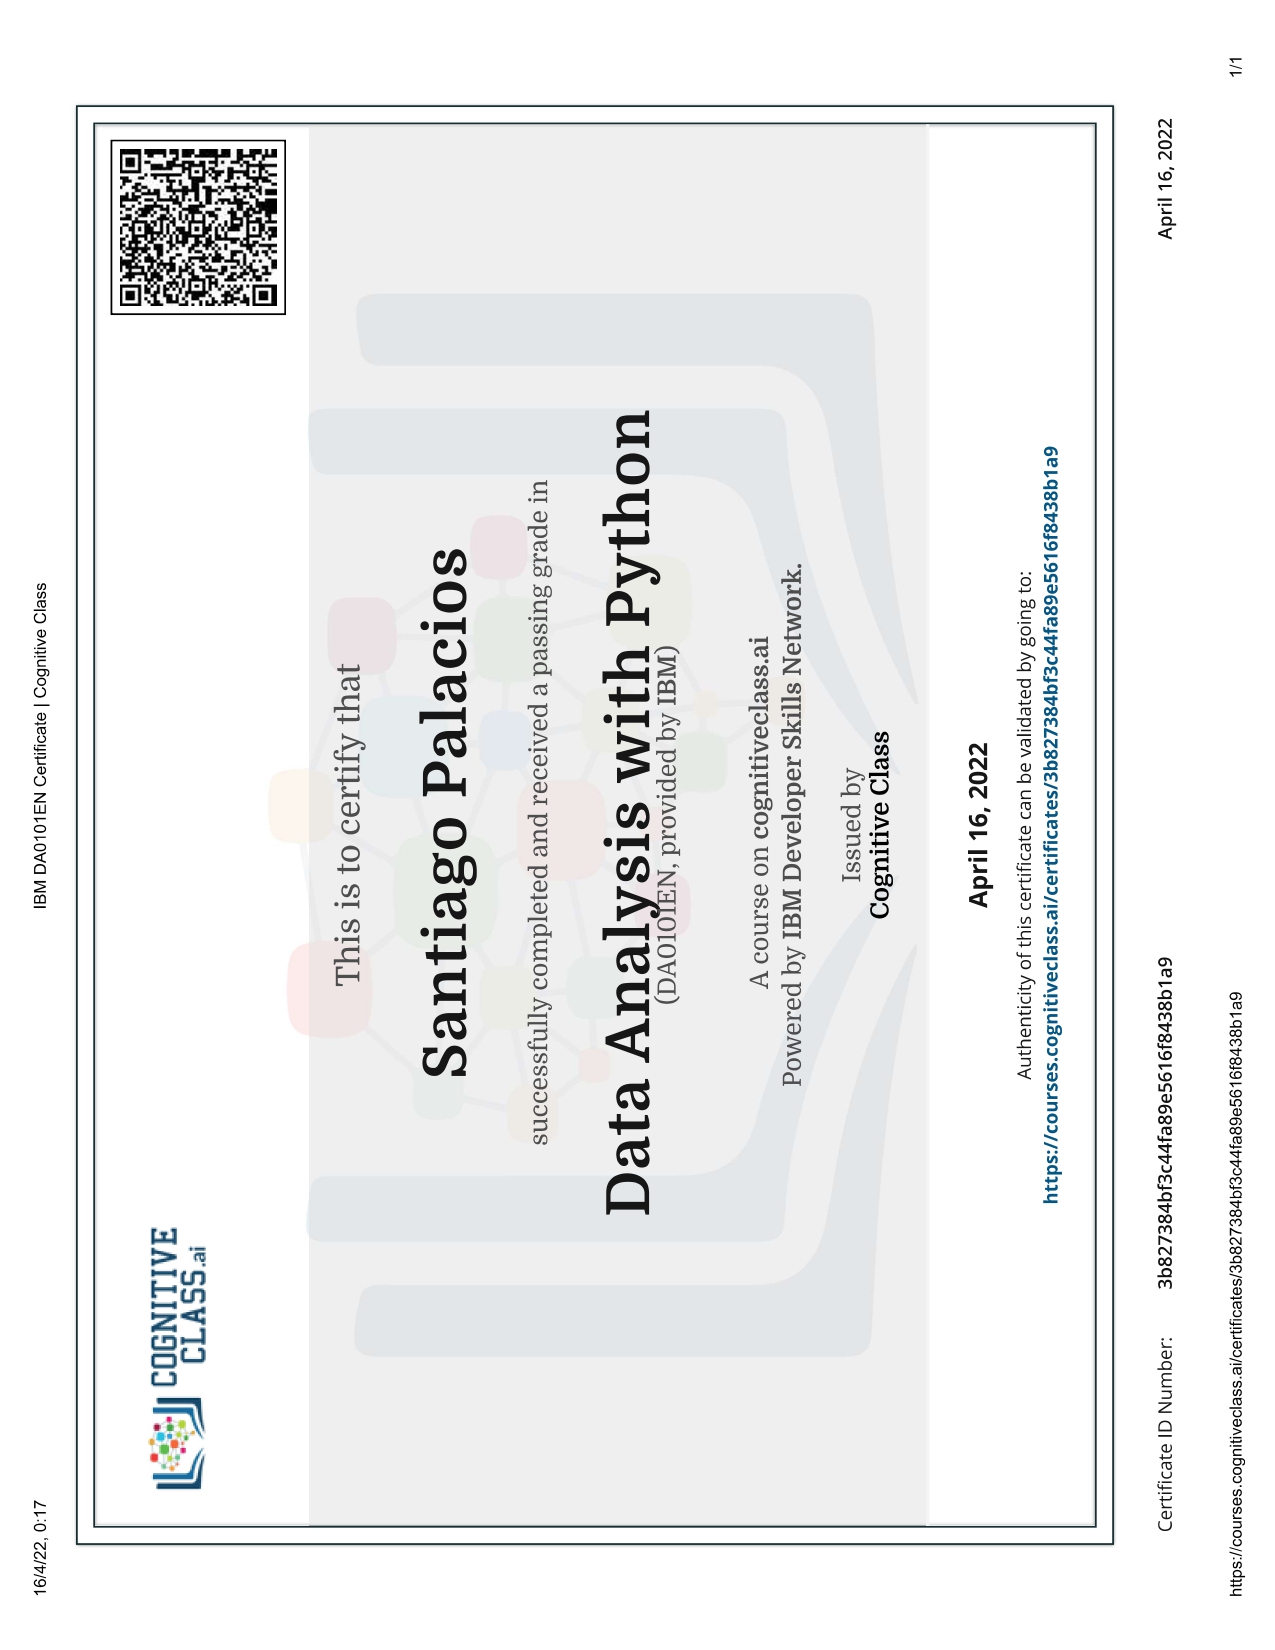 16/4/22, 0:17 IBM DA0101EN Certificate | Cognitive Class
COGNITIVE
CLASS.ai
This is to certify that
Santiago Palacios
successfully completed and received a passing grade in
Data Analysis with Python
(DA0101EN, provided by IBM)
A course on cognitiveclass.ai
Powered by IBM Developer Skills Network.
Issued by
Cognitive Class
April 16, 2022
Authenticity of this certificate can be validated by going to:
https://courses.cognitiveclass.ai/certificates/3b827384bf3c44fa89e5616f8438b1a9
Certificate ID Number: 3b827384bf3c44fa89e5616f8438b1a9 April 16, 2022
https://courses.cognitiveclass.ai/certificates/3b827384bf3c44fa89e5616f8438b1a9 1/1